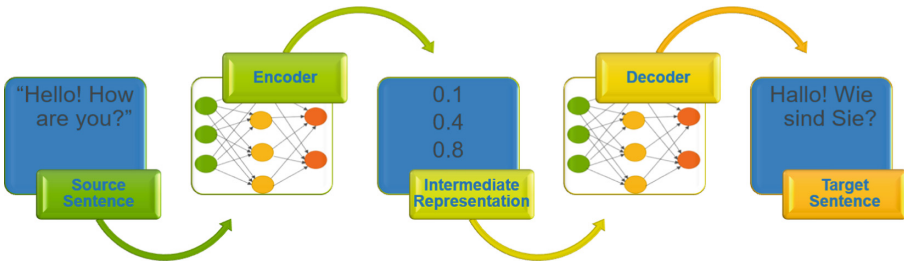 “Hello! How
are you?”
Source
Sentence
Encoder
0.1
0.4
0.8
Intermediate
Representation
Decoder
Hallo! Wie
sind Sie?
Target
Sentence